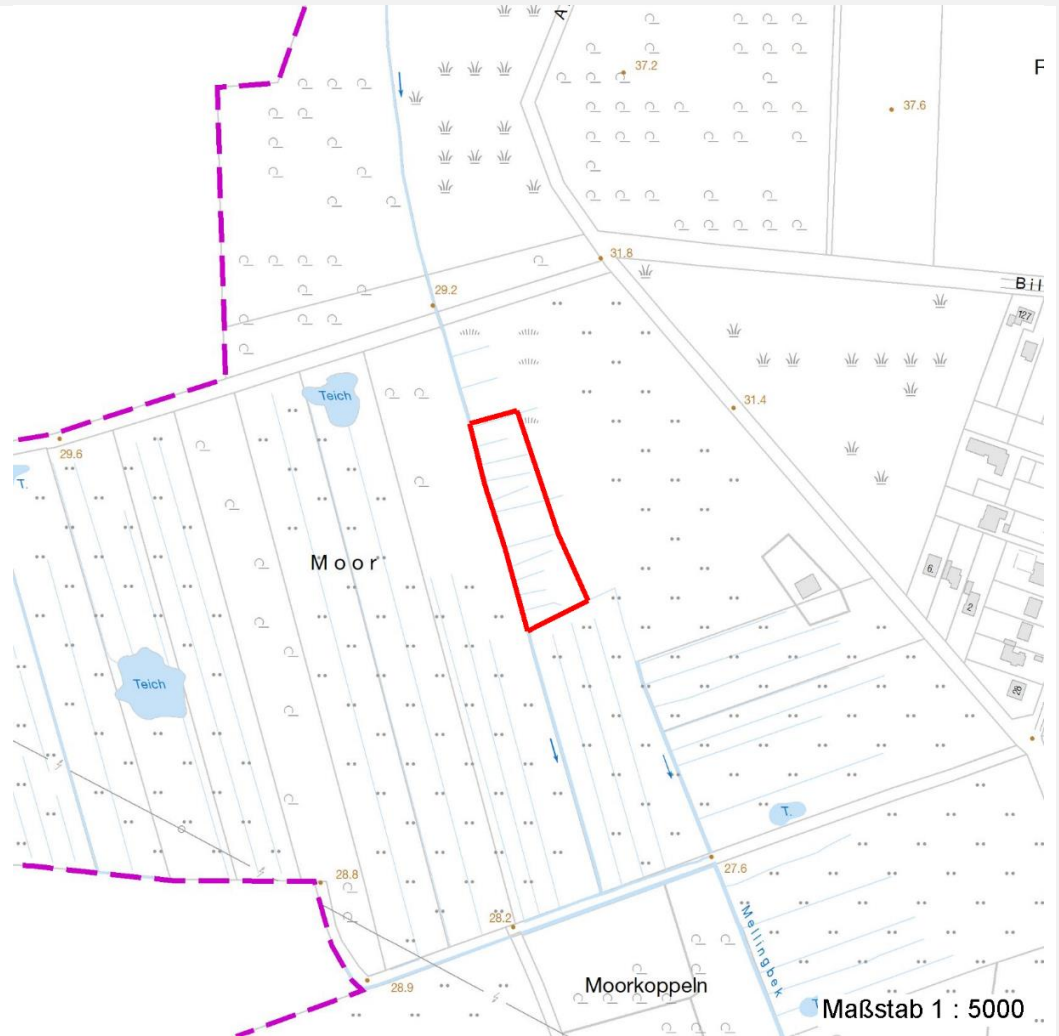 A
37.2
F
37.6
31.8
29.2
Bil
127
Teich
31.4
29.6
T.
Moor
6.
2
Teich
28
T.
28.8
27.6
28.2
Mellingbek
28.9
Moorkoppeln
T
Maßstab 1 : 5000